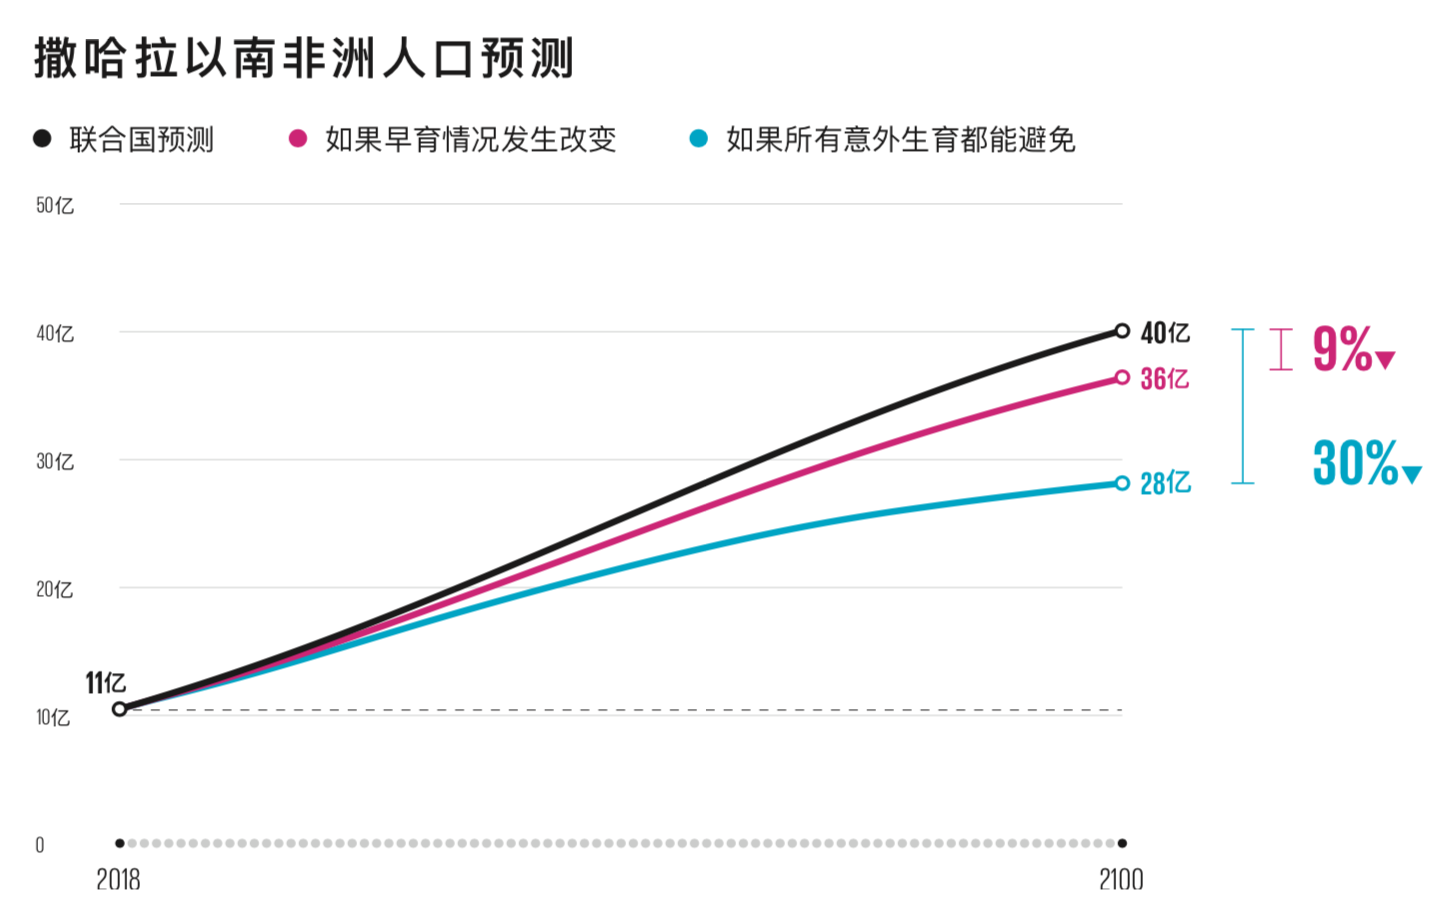 撒哈拉以南非洲人口预测
联合国预测 如果早育情况发生改变 如果所有意外生育都能避免
50亿
40亿
40亿
9%
36亿
30亿
30%
28亿
20亿
11亿
10亿
0
2018 2100